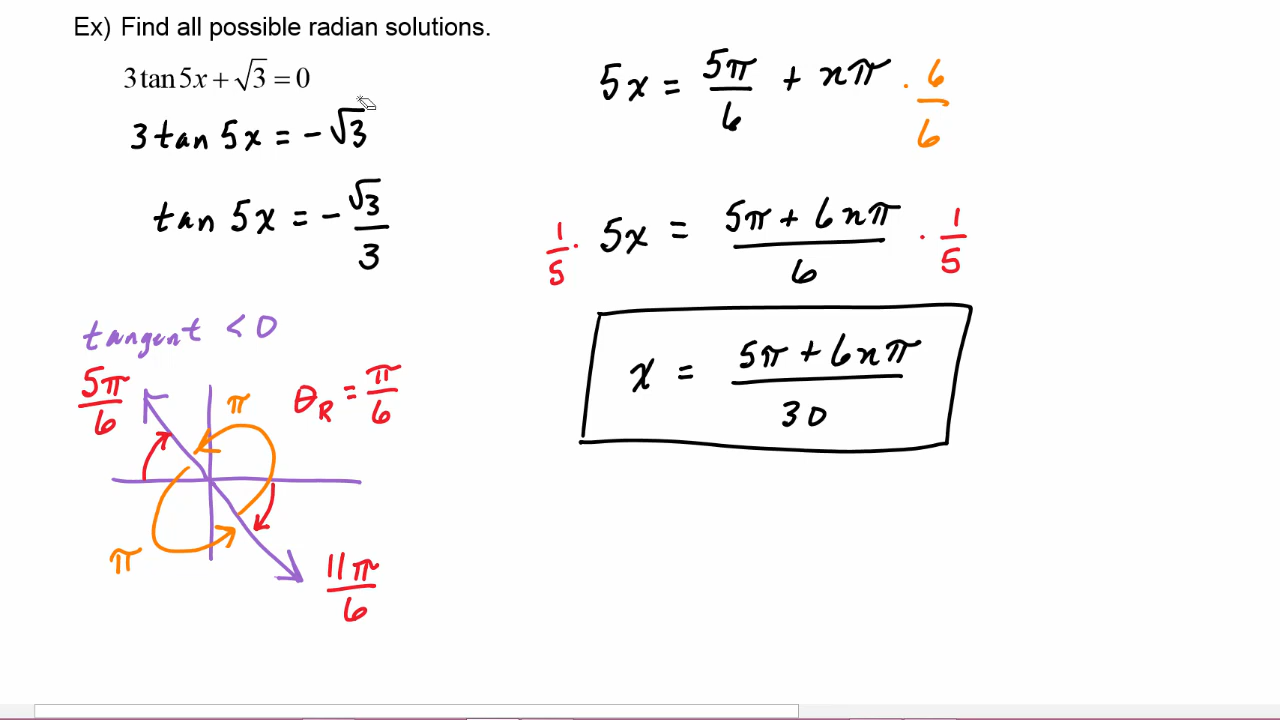 Ex) Find all possible radian solutions.
3 tan 5x + √3 = 0
3 tan 5x = - √3
tan 5x = - √3/3
tangent < 0
5π/6
π
θR = π/6
π
11π/6
5x = 5π/6 + nπ · 6/6
1/5 · 5x = (5π + 6nπ)/6 · 1/5
x = (5π + 6nπ)/30